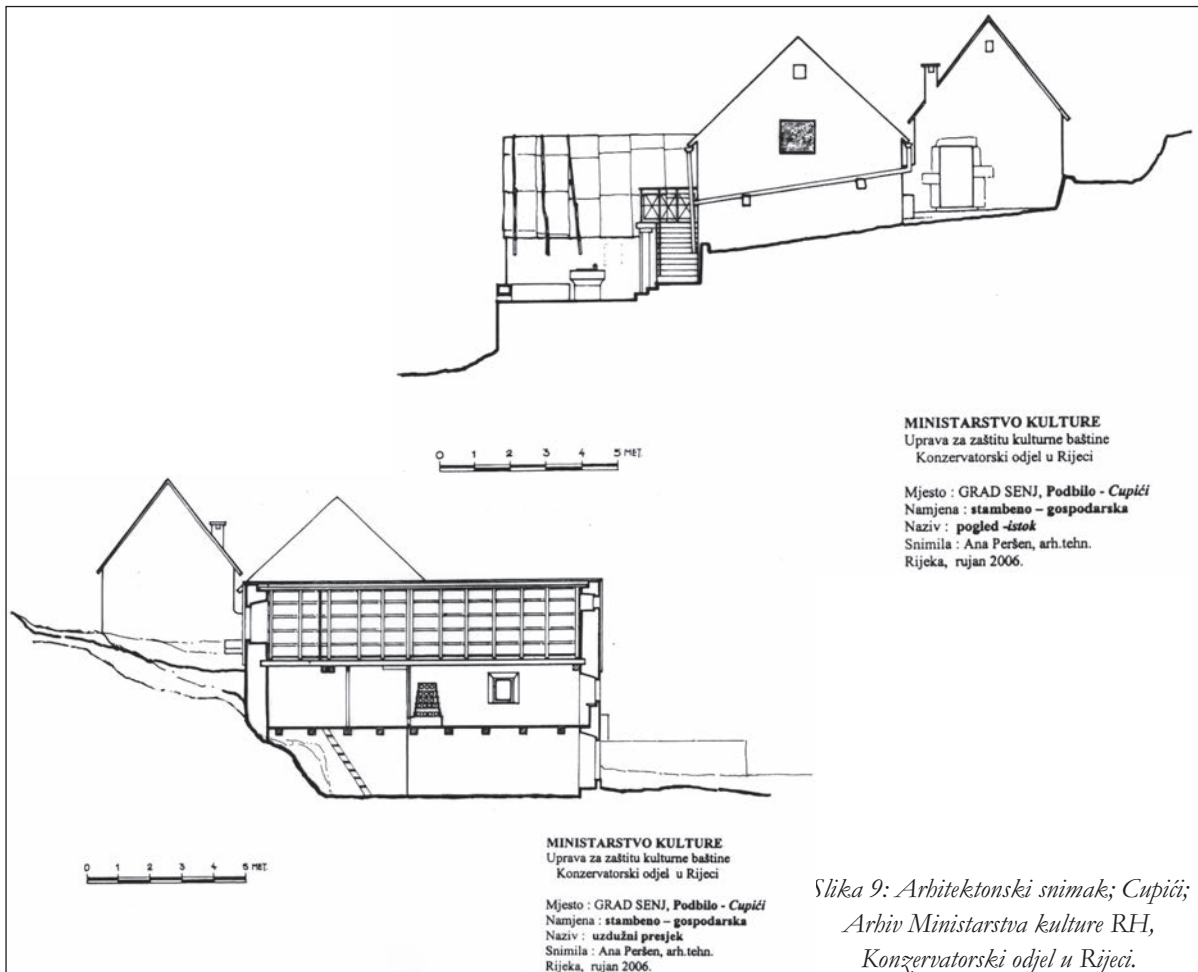 0 1 2 3 4 5 MET.
MINISTARSTVO KULTURE
Uprava za zaštitu kulturne baštine
Konzervatorski odjel u Rijeci
Mjesto : GRAD SENJ, Podbilo - Cupići
Namjena : stambeno – gospodarska
Naziv : pogled -istok
Snimila : Ana Peršen, arh.tehn.
Rijeka, rujan 2006.
0 1 2 3 4 5 MET.
MINISTARSTVO KULTURE
Uprava za zaštitu kulturne baštine
Konzervatorski odjel u Rijeci
Mjesto : GRAD SENJ, Podbilo - Cupići
Namjena : stambeno – gospodarska
Naziv : uzdužni presjek
Snimila : Ana Peršen, arh.tehn.
Rijeka, rujan 2006.
Slika 9: Arhitektonski snimak; Cupići;
Arhiv Ministarstva kulture RH,
Konzervatorski odjel u Rijeci.